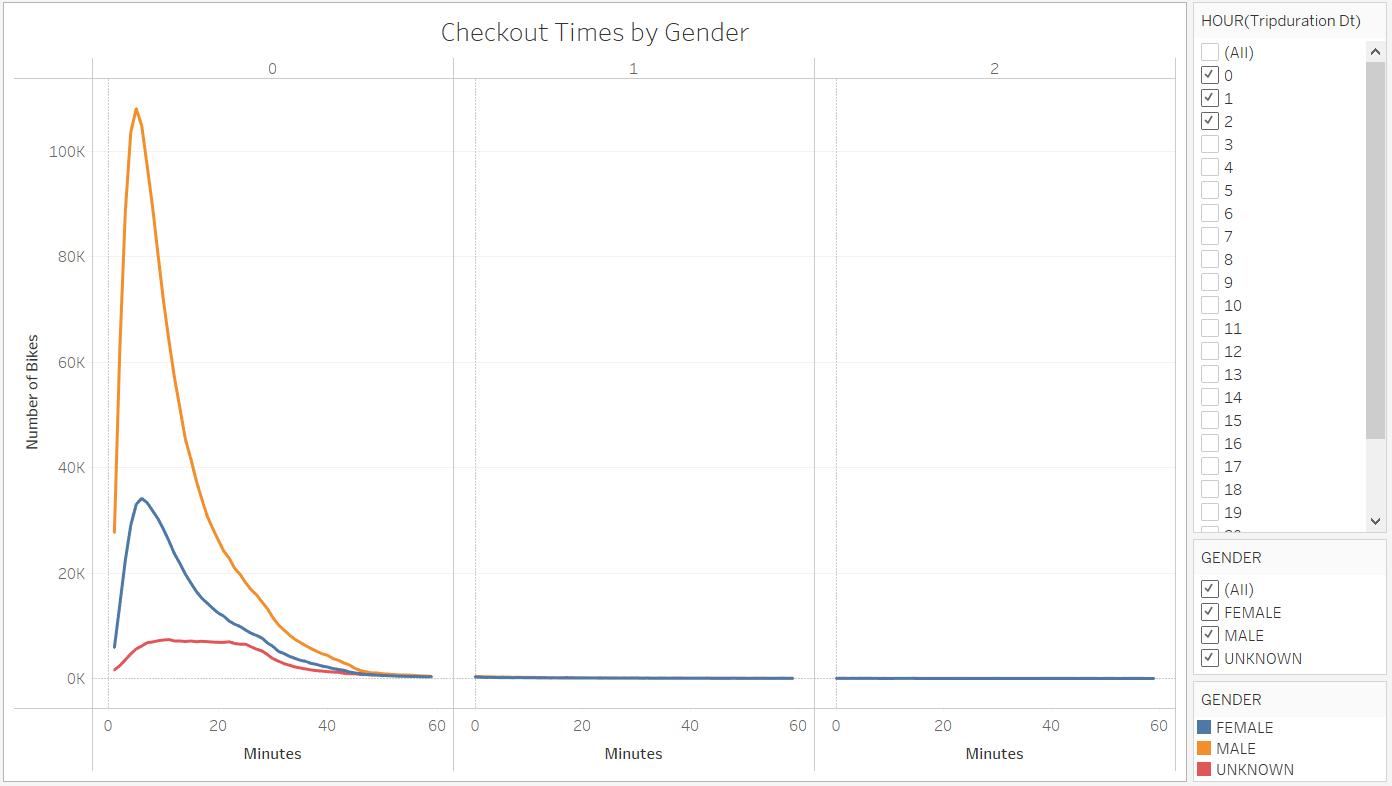 Checkout Times by Gender
0 1 2
100K
80K
60K
40K
20K
0K
Number of Bikes
0 20 40 60 0 20 40 60 0 20 40 60
Minutes Minutes Minutes
HOUR(Tripduration Dt)
(All)
0
1
2
3
4
5
6
7
8
9
10
11
12
13
14
15
16
17
18
19
GENDER
(All)
FEMALE
MALE
UNKNOWN
GENDER
FEMALE
MALE
UNKNOWN